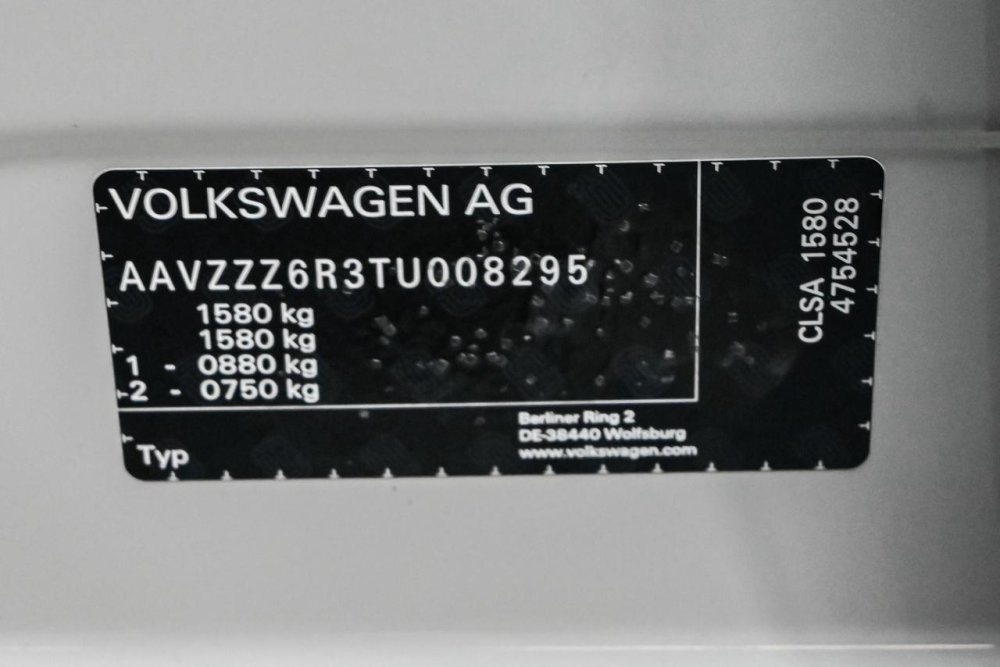 VOLKSWAGEN AG
AAVZZZ6R3TU008295
1580 kg
1580 kg
1 - 0880 kg
2 - 0750 kg
Typ
Berliner Ring 2
DE-38440 Wolfsburg
www.volkswagen.com
CLSA 1580
4754528